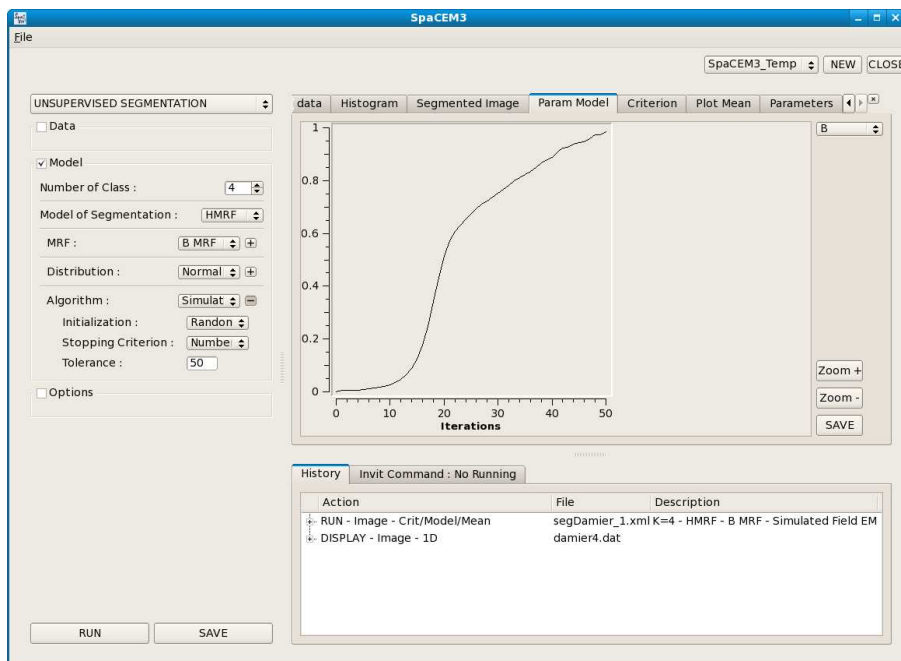 SpaCEM3
File
SpaCEM3_Temp NEW CLOSE
UNSUPERVISED SEGMENTATION
Data
Model
Number of Class : 4
Model of Segmentation : HMRF
MRF : B MRF
Distribution : Normal
Algorithm : Simulat
Initialization : Randon
Stopping Criterion : Numbe
Tolerance : 50
Options
RUN SAVE
data Histogram Segmented Image Param Model Criterion Plot Mean Parameters
B
1
0.8
0.6
0.4
0.2
0
0 10 20 30 40 50
Iterations
Zoom +
Zoom -
SAVE
History Invit Command : No Running
Action File Description
RUN - Image - Crit/Model/Mean segDamier_1.xml K=4 - HMRF - B MRF - Simulated Field EM
DISPLAY - Image - 1D damier4.dat